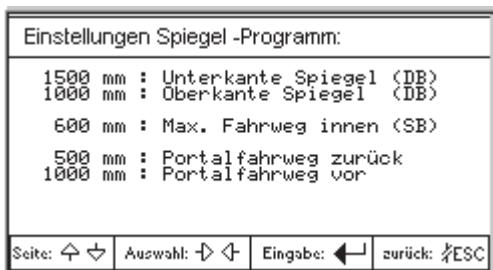 Einstellungen Spiegel -Programm:
1500 mm : Unterkante Spiegel (DB)
1000 mm : Oberkante Spiegel (DB)
600 mm : Max. Fahrweg innen (SB)
500 mm : Portalfahrweg zurück
1000 mm : Portalfahrweg vor
Seite: Auswahl: Eingabe: zurück: ESC